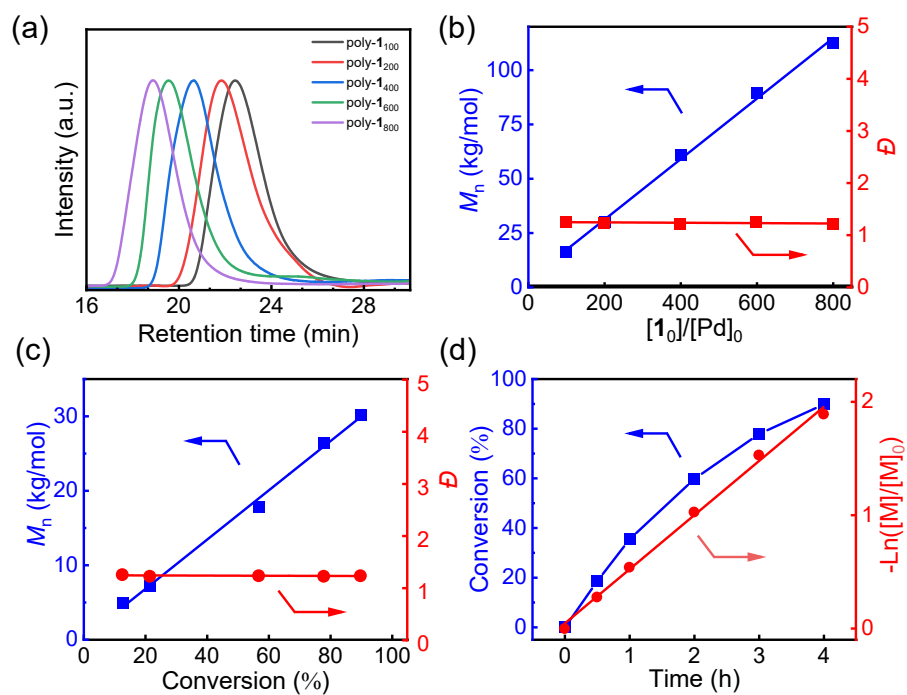 (a)
Intensity (a.u.)
poly-1₁₀₀
poly-1₂₀₀
poly-1₄₀₀
poly-1₆₀₀
poly-1₈₀₀
16 20 24 28
Retention time (min)
(b)
Mₙ (kg/mol)
100
75
50
25
0
5
4
3
2
1
0
Đ
0 200 400 600 800
[1₀]/[Pd]₀
(c)
Mₙ (kg/mol)
30
20
10
0
5
4
3
2
1
0
Đ
0 20 40 60 80 100
Conversion (%)
(d)
Conversion (%)
100
80
60
40
20
0
2
1
0
-Ln([M]/[M]₀)
0 1 2 3 4
Time (h)